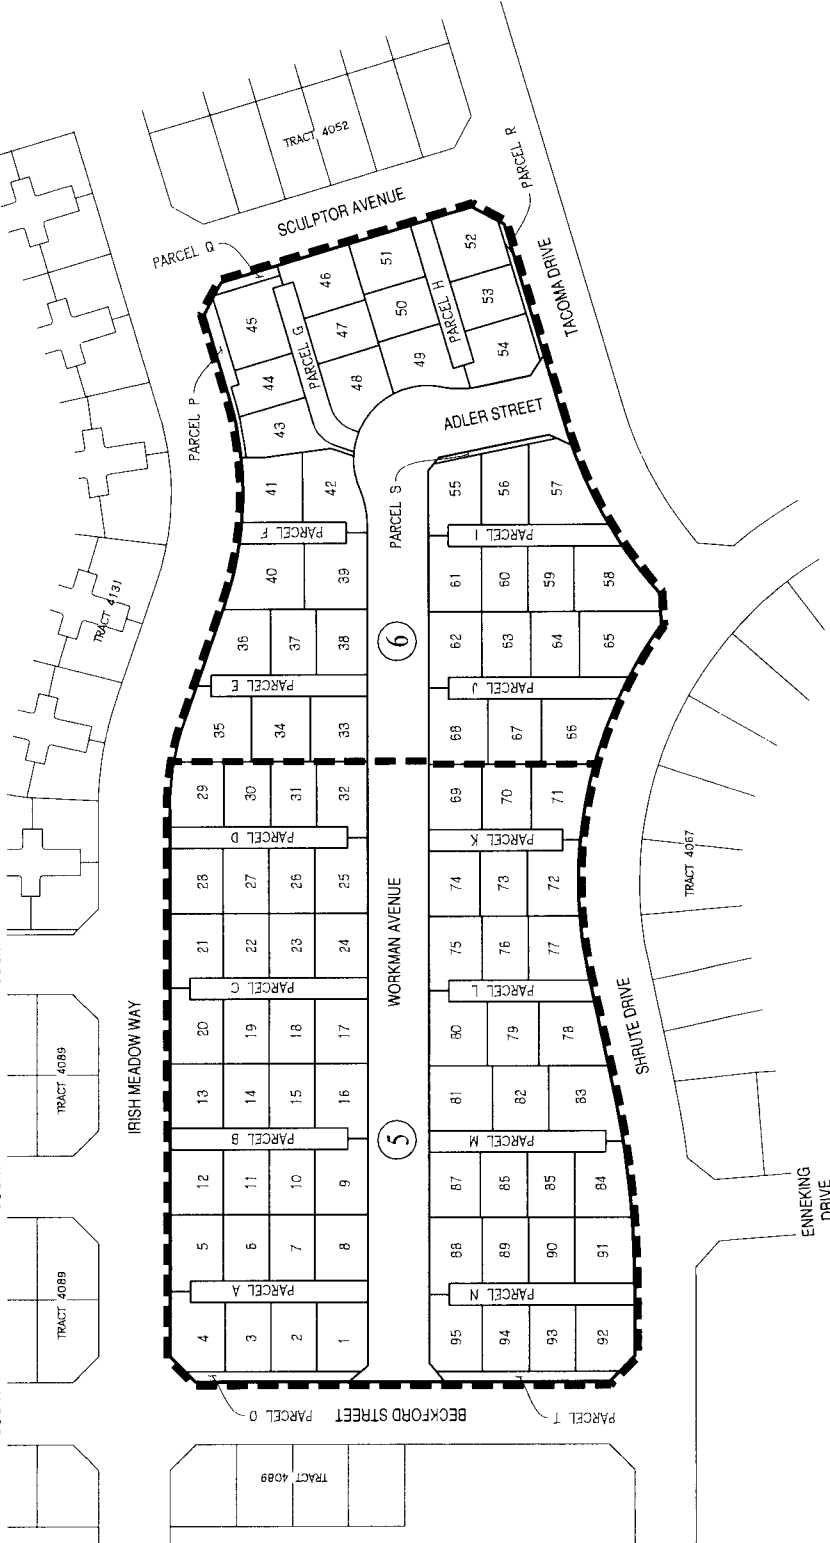 TRACT 4052
SCULPTOR AVENUE
PARCEL R
PARCEL Q
TACOMA DRIVE
PARCEL P
45
46
51
52
PARCEL G
PARCEL H
44
47
50
53
43
48
49
54
ADLER STREET
41
42
PARCEL S
55
56
57
PARCEL F
PARCEL I
40
39
61
60
59
58
TRACT 4131
36
37
38
6
62
63
64
65
PARCEL E
PARCEL J
35
34
33
68
67
66
29
30
31
32
69
70
71
PARCEL D
PARCEL K
28
27
26
25
74
73
72
TRACT 4067
WORKMAN AVENUE
21
22
23
24
75
76
77
PARCEL C
PARCEL L
20
19
18
17
80
79
78
IRISH MEADOW WAY
SHRUTE DRIVE
TRACT 4089
13
14
15
16
81
82
83
PARCEL B
5
PARCEL M
12
11
10
9
87
86
85
84
ENNEKING
DRIVE
5
6
7
8
88
89
90
91
TRACT 4089
PARCEL A
PARCEL N
4
3
2
1
95
94
93
92
PARCEL O
BECKFORD STREET
PARCEL T
TRACT 4089